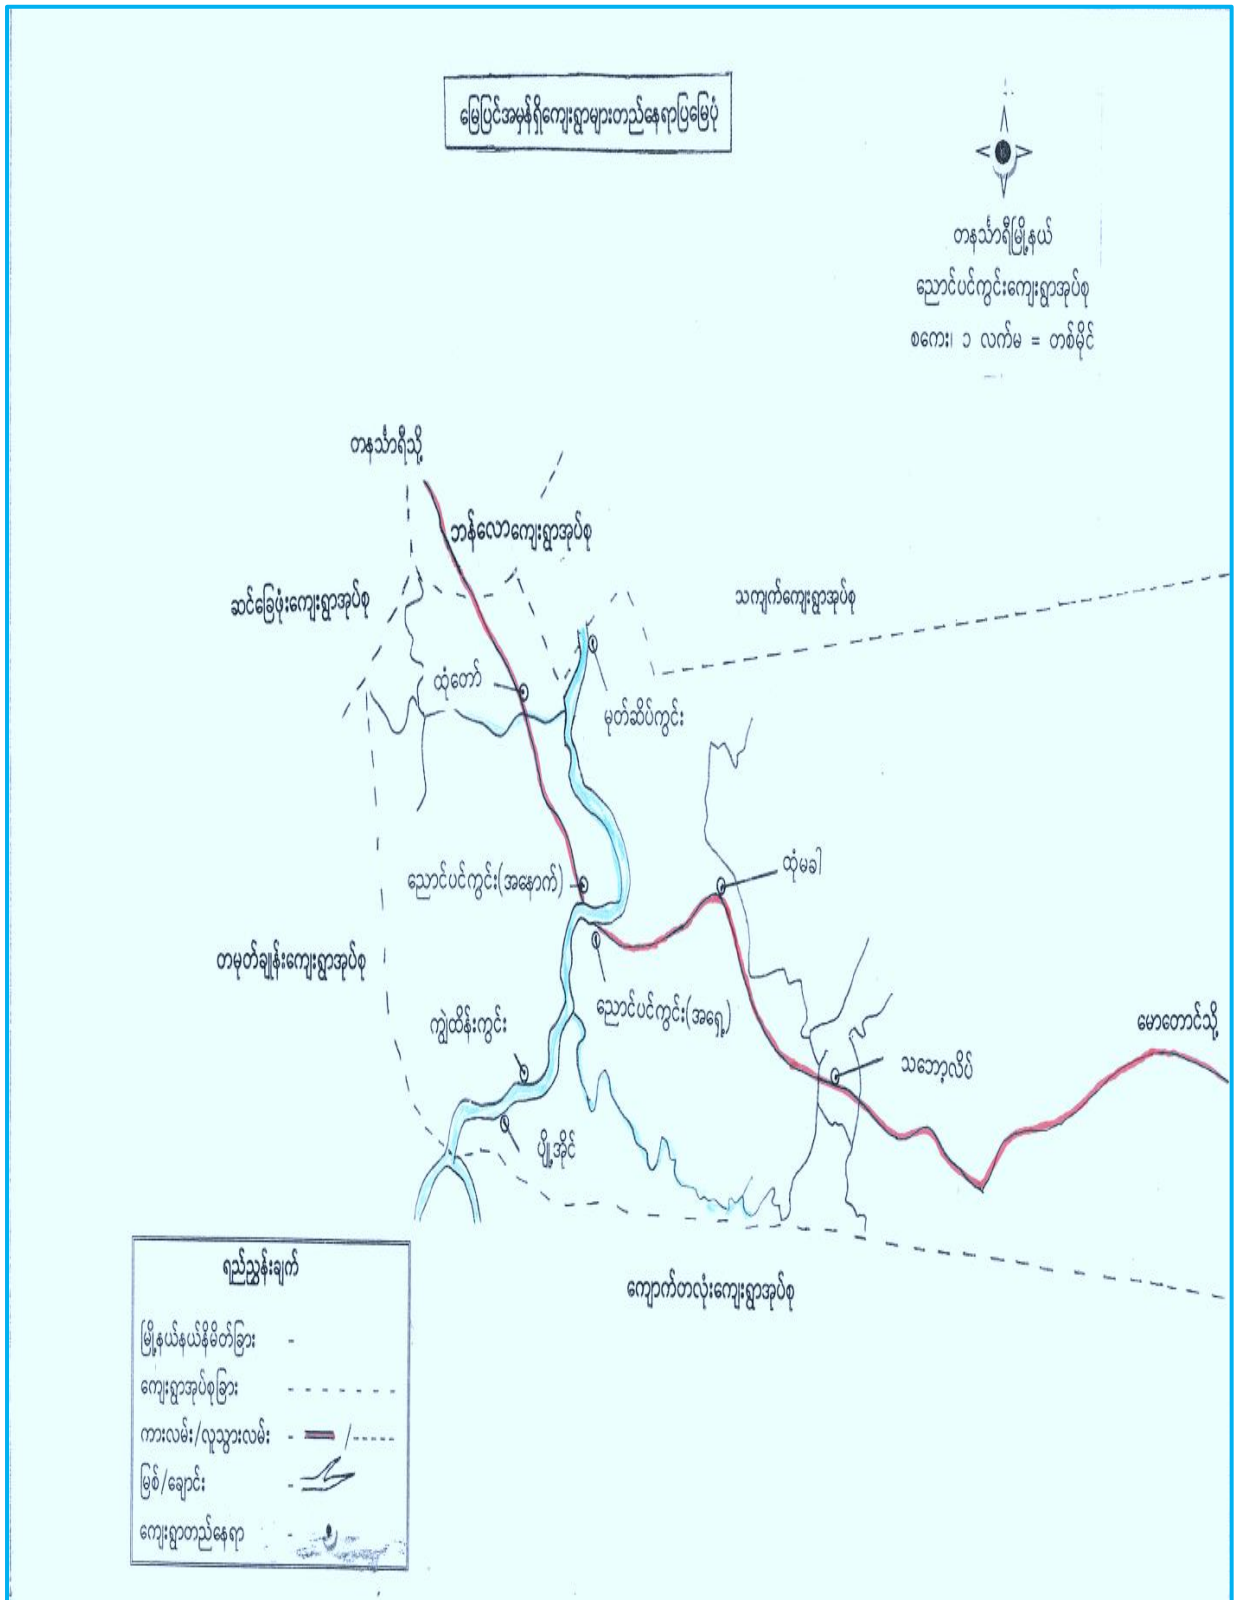 မြေပြင်အမှန်ရှိကျေးရွာများတည်နေရာပြမြေပုံ
တနင်္သာရီမြို့နယ်
ညောင်ပင်ကွင်းကျေးရွာအုပ်စု
စကေး၊ ၁ လက်မ = တစ်မိုင်
တနင်္သာရီသို့
ဘန်လောကျေးရွာအုပ်စု
ဆင်ခြေဖုံးကျေးရွာအုပ်စု
သကျက်ကျေးရွာအုပ်စု
ထုံတော်
မုတ်ဆိပ်ကွင်း
ညောင်ပင်ကွင်း(အနောက်)
ထုံမခါ
တမုတ်ချွန်းကျေးရွာအုပ်စု
ညောင်ပင်ကွင်း(အရှေ့)
ကျွဲထိန်းကွင်း
မောတောင်သို့
သဘော့လိပ်
ပျို့အိုင်
ကျောက်တလုံးကျေးရွာအုပ်စု
ရည်ညွှန်းချက်
မြို့နယ်နယ်နိမိတ်ခြား -
ကျေးရွာအုပ်စုခြား
ကားလမ်း/လူသွားလမ်း - /
မြစ်/ချောင်း -
ကျေးရွာတည်နေရာ -